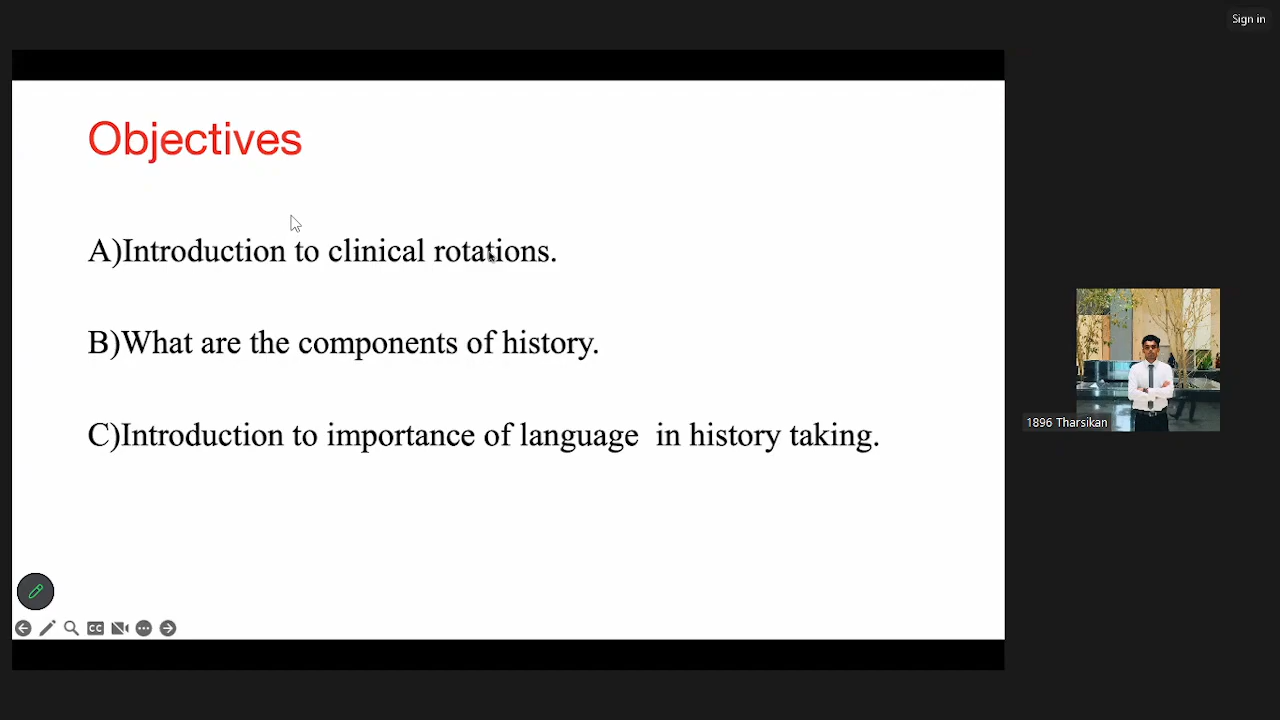 Sign in
Objectives
A)Introduction to clinical rotations.
B)What are the components of history.
C)Introduction to importance of language  in history taking.
1896 Tharsikan
CC